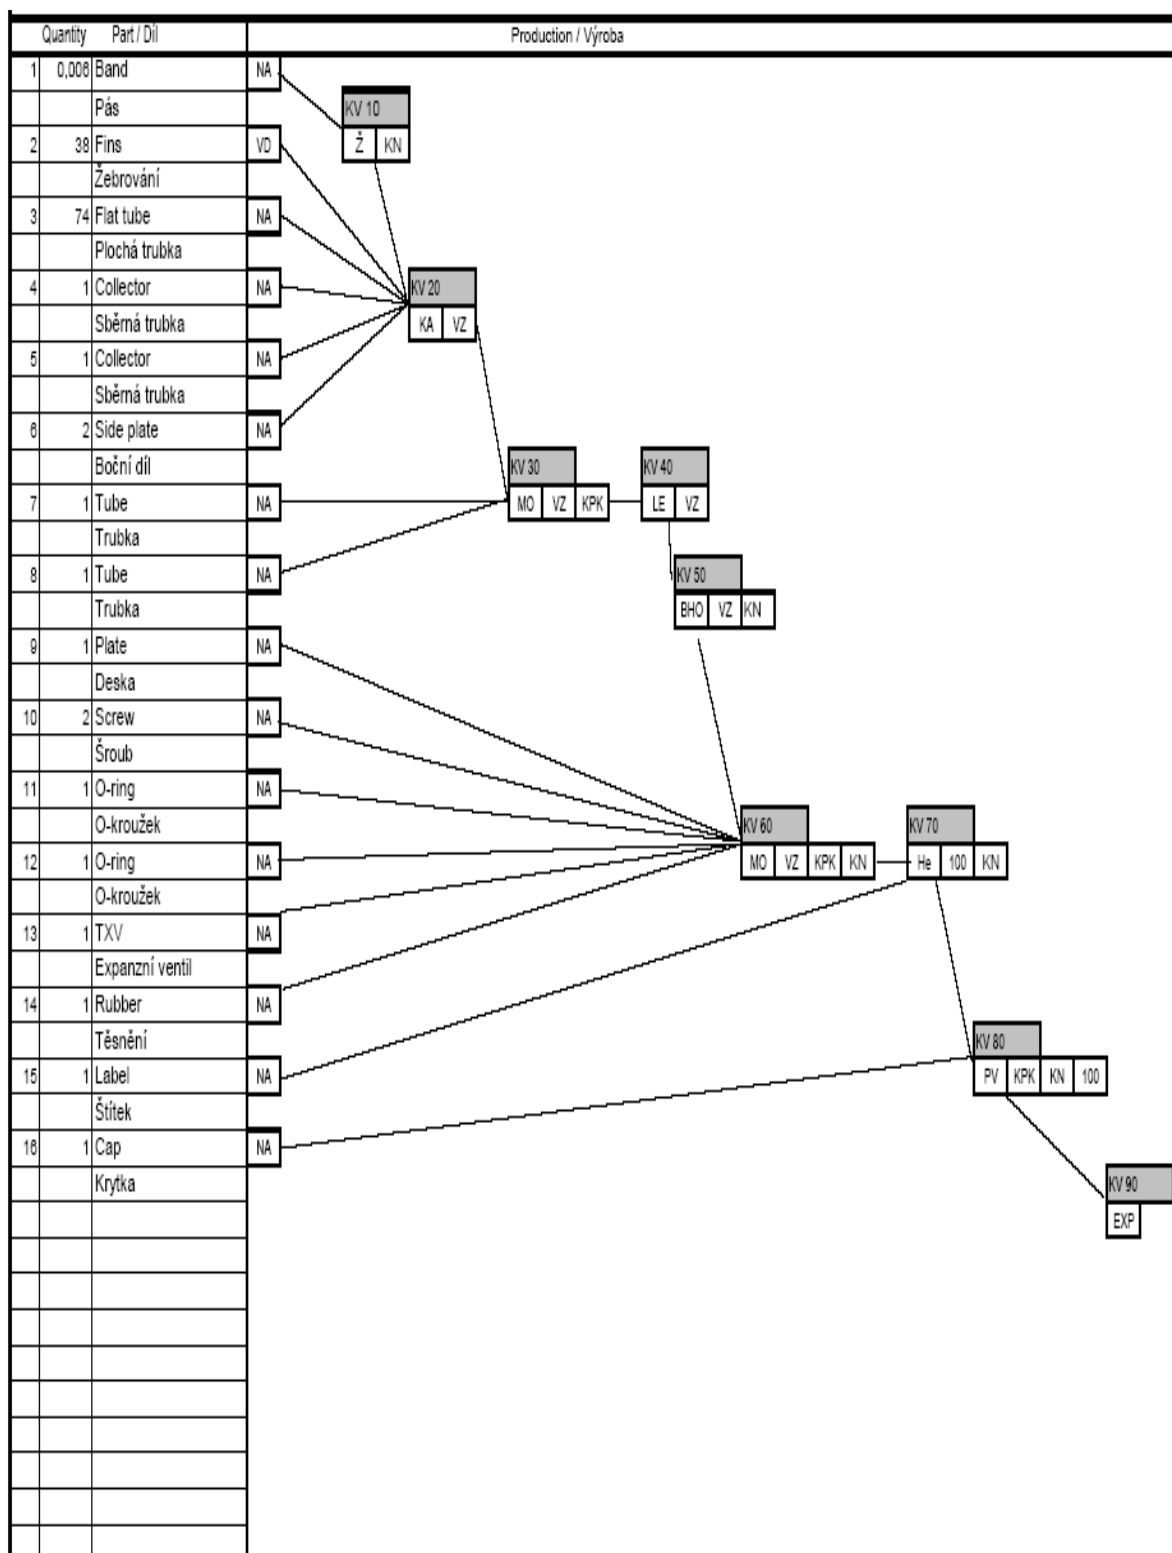 Quantity Part / Díl Production / Výroba
1 0,006 Band NA
Pás KV 10
2 38 Fins VD Ž KN
Žebrování
3 74 Flat tube NA
Plochá trubka
4 1 Collector NA KV 20
Sběrná trubka KA VZ
5 1 Collector NA
Sběrná trubka
6 2 Side plate NA
Boční díl KV 30 KV 40
7 1 Tube NA MO VZ KPK LE VZ
Trubka
8 1 Tube NA KV 50
Trubka BHO VZ KN
9 1 Plate NA
Deska
10 2 Screw NA
Šroub
11 1 O-ring NA
O-kroužek KV 60 KV 70
12 1 O-ring NA MO VZ KPK KN He 100 KN
O-kroužek
13 1 TXV NA
Expanzní ventil
14 1 Rubber NA
Těsnění KV 80
15 1 Label NA PV KPK KN 100
Štítek
16 1 Cap NA
Krytka KV 90
EXP